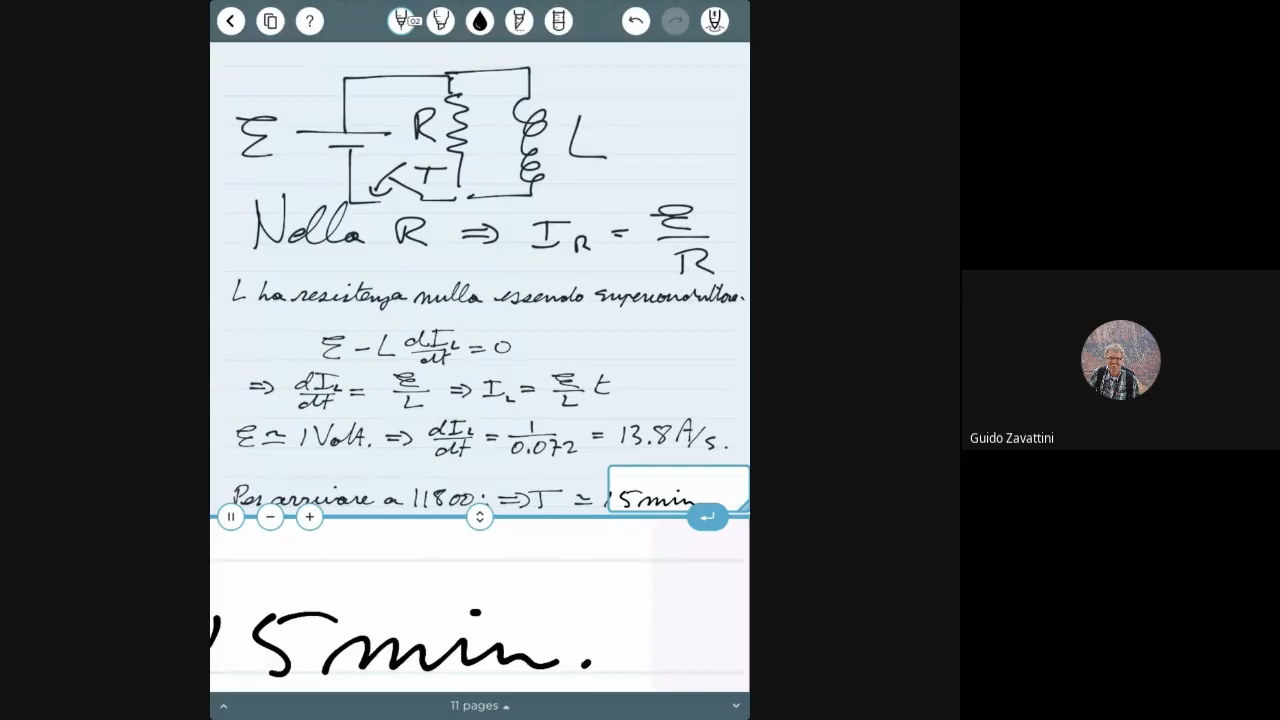 ?
02
ℰ
R
L
T
Nella R ⇒ I_R = ℰ/R
L ha resistenza nulla essendo superconduttore.
ℰ - L dI_L/dt = 0
⇒ dI_L/dt = ℰ/L ⇒ I_L = ℰ/L t
ℰ ≃ 1 Volt. ⇒ dI_L/dt = 1/0.072 = 13.8 A/s.
Per arrivare a 11800: ⇒ T ≃ 15 min
15 min.
11 pages
Guido Zavattini